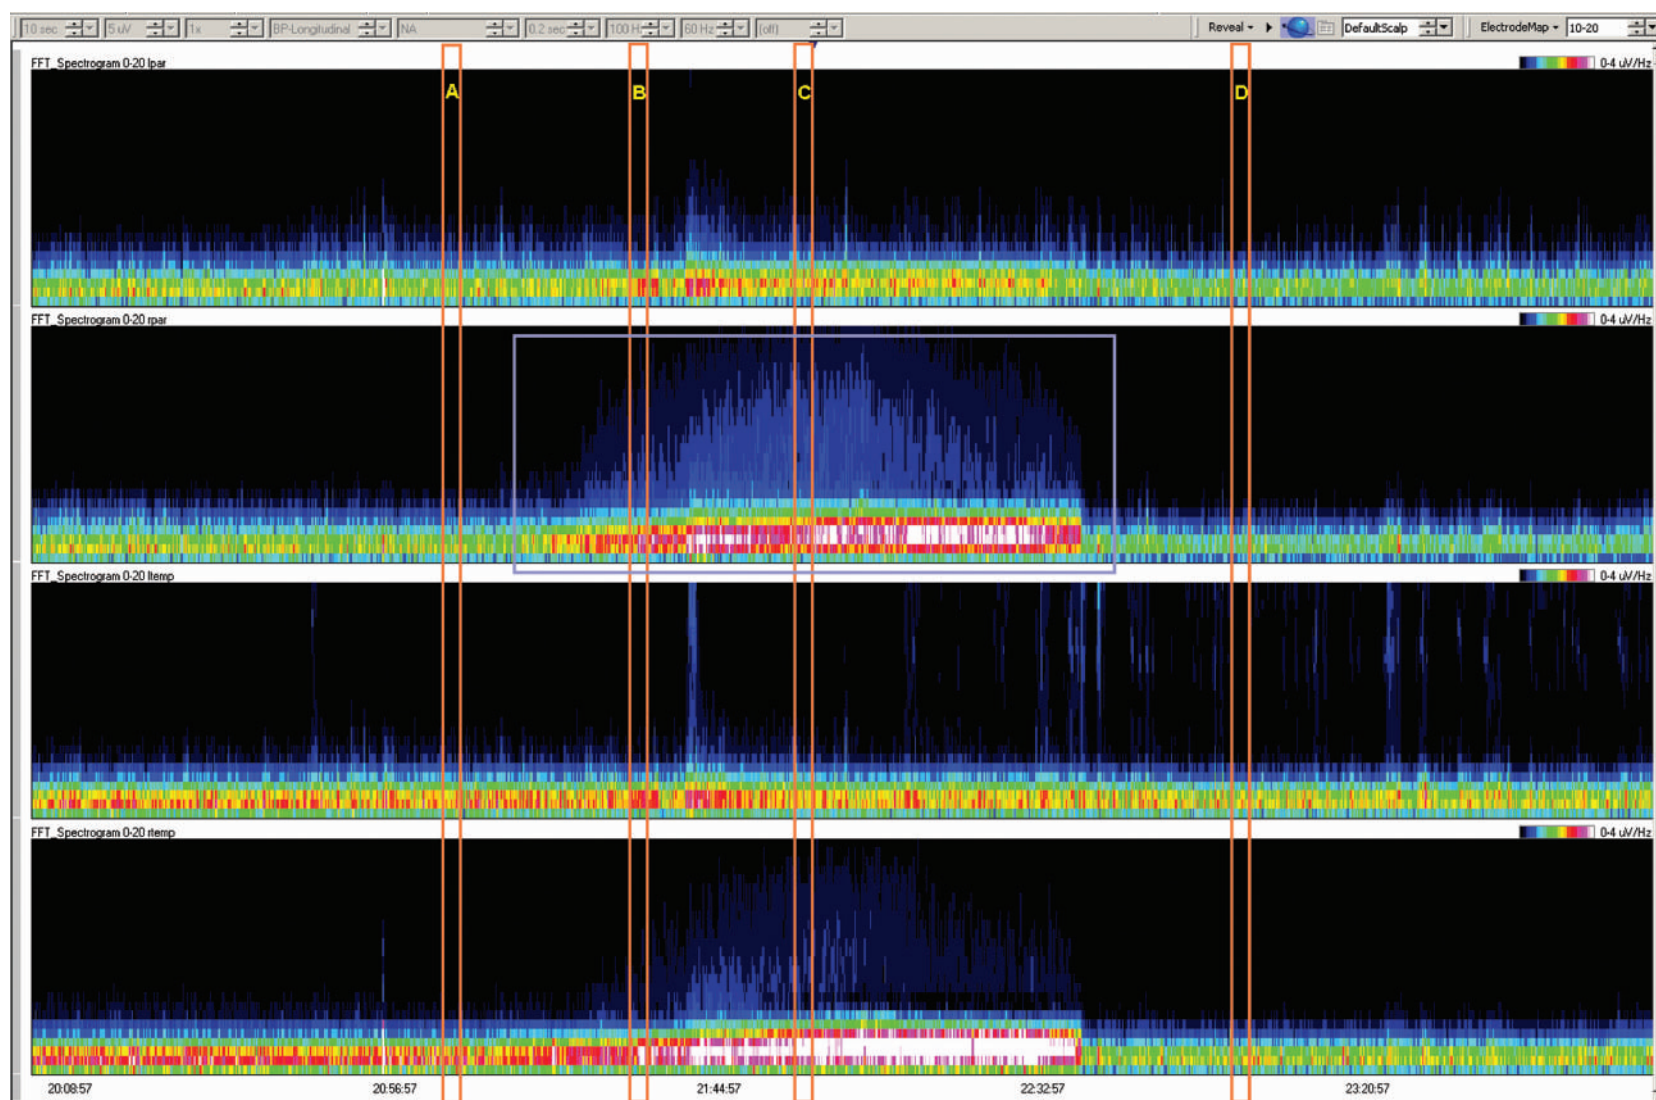 10 sec 5 uV 1x BP-Longitudinal NA 0.2 sec 100 Hz 60 Hz (off) Reveal DefaultScalp ElectrodeMap 10-20
FFT_Spectrogram 0-20 lpar 0-4 uV/Hz
A B C D
FFT_Spectrogram 0-20 rpar 0-4 uV/Hz
FFT_Spectrogram 0-20 ltemp 0-4 uV/Hz
FFT_Spectrogram 0-20 rtemp 0-4 uV/Hz
20:08:57 20:56:57 21:44:57 22:32:57 23:20:57